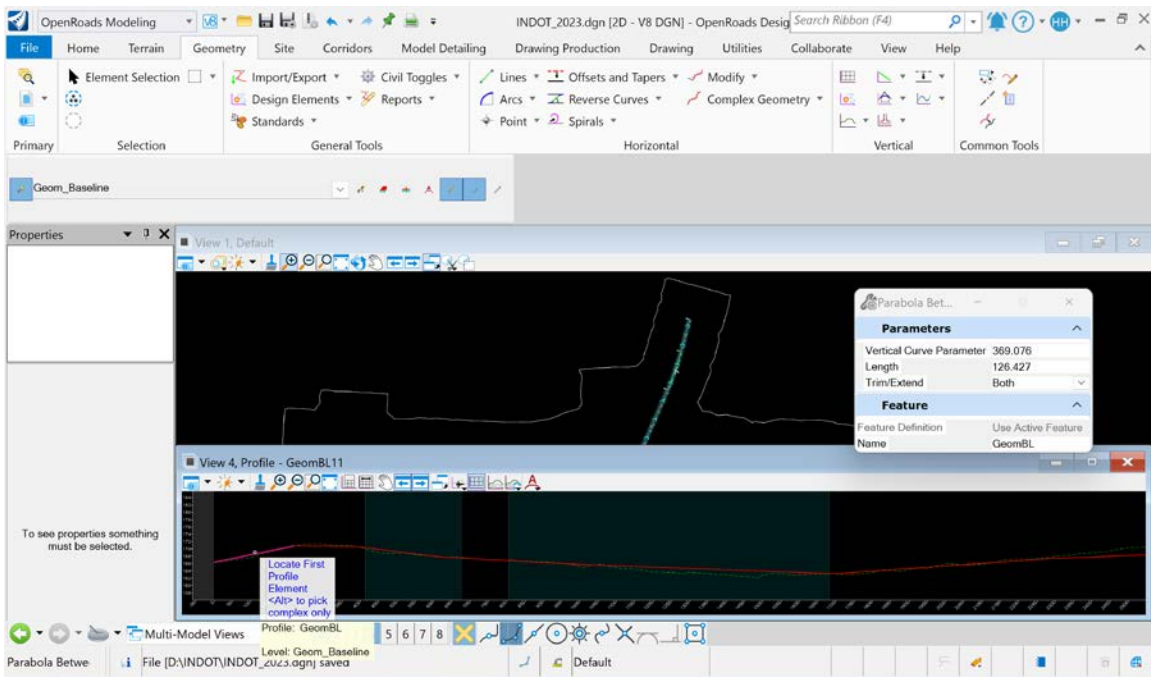 OpenRoads Modeling
INDOT_2023.dgn [2D - V8 DGN] - OpenRoads Desig
Search Ribbon (F4)
HH
File Home Terrain Geometry Site Corridors Model Detailing Drawing Production Drawing Utilities Collaborate View Help
Element Selection Import/Export Civil Toggles Lines Offsets and Tapers Modify
Design Elements Reports Arcs Reverse Curves Complex Geometry
Standards Point Spirals
Primary Selection General Tools Horizontal Vertical Common Tools
Geom_Baseline
Properties
View 1, Default
To see properties something
must be selected.
Parabola Bet...
Parameters
Vertical Curve Parameter 369.076
Length 126.427
Trim/Extend Both
Feature
Feature Definition Use Active Feature
Name GeomBL
View 4, Profile - GeomBL11
Locate First
Profile
Element
<Alt> to pick
complex only
Profile: GeomBL
Level: Geom_Baseline
Multi-Model Views
5 6 7 8
Parabola Betwe
File [D:\INDOT\INDOT_2023.dgn] saved
Default